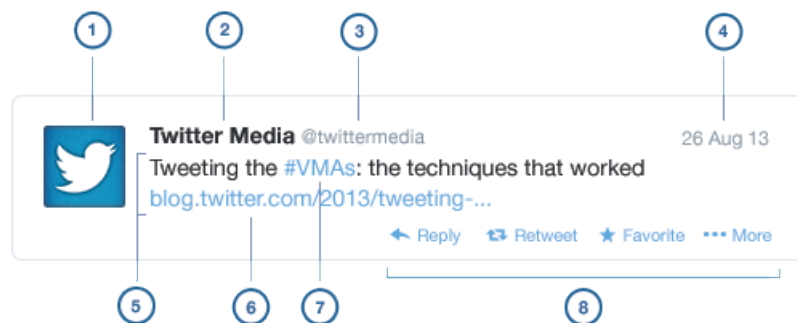 1 2 3 4
Twitter Media @twittermedia 26 Aug 13
Tweeting the #VMAs: the techniques that worked
blog.twitter.com/2013/tweeting-...
Reply Retweet Favorite More
5 6 7 8